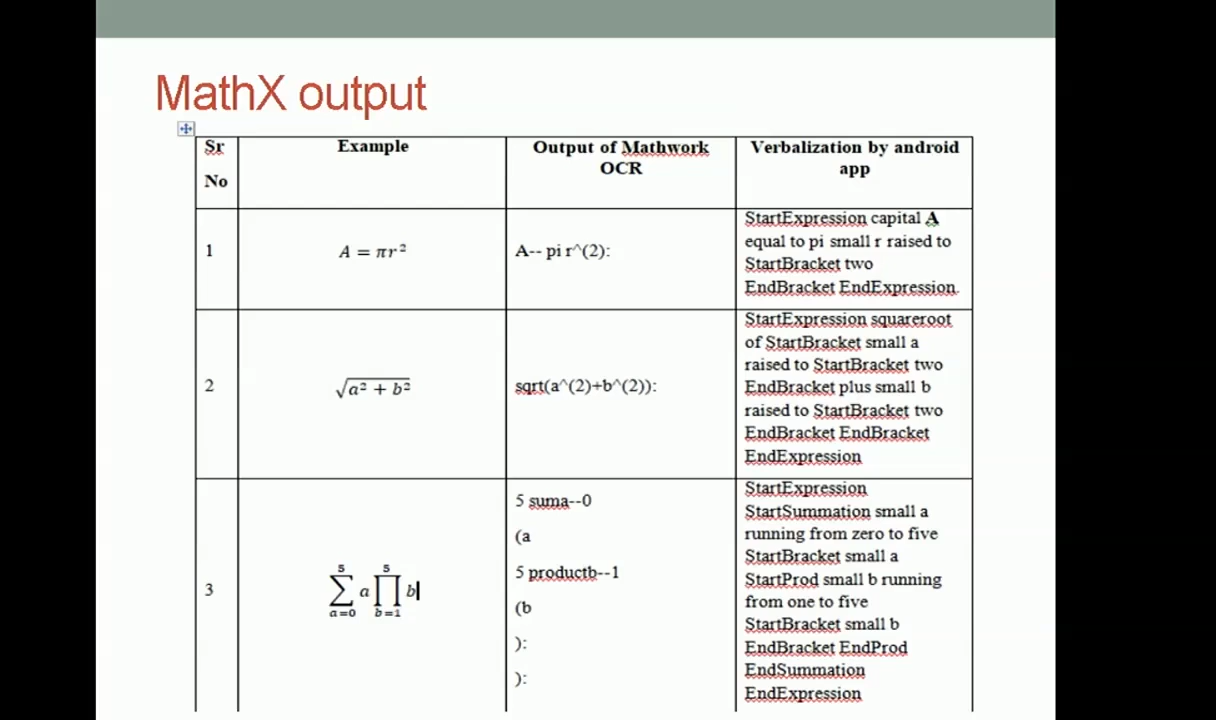 MathX output
Sr No
Example
Output of Mathwork OCR
Verbalization by android app
1
A = πr²
A-- pi r^(2):
StartExpression capital A
equal to pi small r raised to
StartBracket two
EndBracket EndExpression.
2
√a² + b²
sqrt(a^(2)+b^(2)):
StartExpression squareroot
of StartBracket small a
raised to StartBracket two
EndBracket plus small b
raised to StartBracket two
EndBracket EndBracket
EndExpression
3
5 5
∑ a ∏ b
a=0 b=1
5 suma--0
(a
5 productb--1
(b
):
):
StartExpression
StartSummation small a
running from zero to five
StartBracket small a
StartProd small b running
from one to five
StartBracket small b
EndBracket EndProd
EndSummation
EndExpression